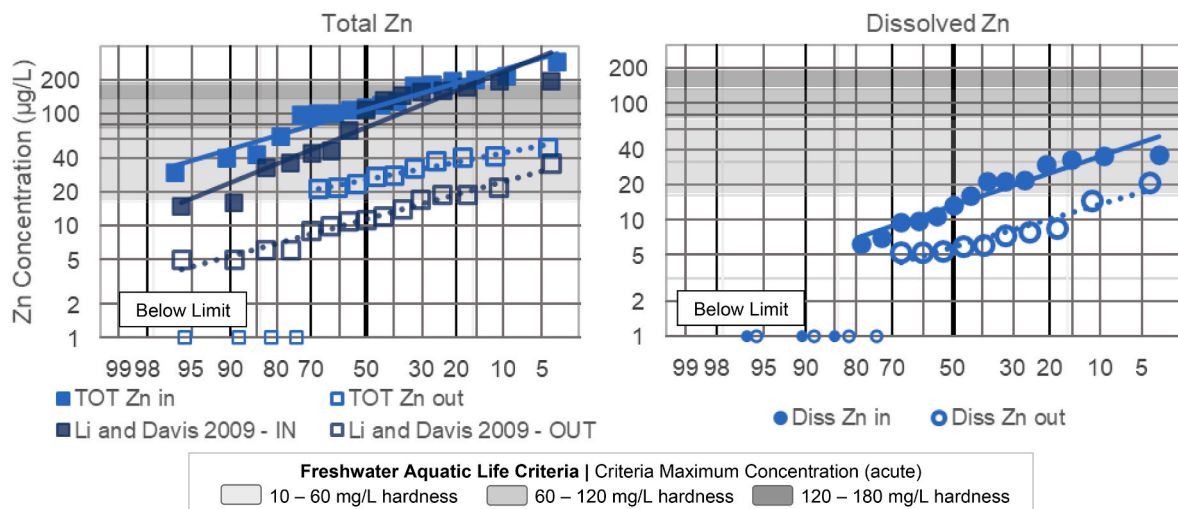 Total Zn
Dissolved Zn
Zn Concentration (µg/L)
200
100
40
20
10
5
2
1
Below Limit
99 98 95 90 80 70 50 30 20 10 5
TOT Zn in
TOT Zn out
Li and Davis 2009 - IN
Li and Davis 2009 - OUT
200
100
40
20
10
5
2
1
Below Limit
99 98 95 90 80 70 50 30 20 10 5
Diss Zn in
Diss Zn out
Freshwater Aquatic Life Criteria | Criteria Maximum Concentration (acute)
10 – 60 mg/L hardness
60 – 120 mg/L hardness
120 – 180 mg/L hardness